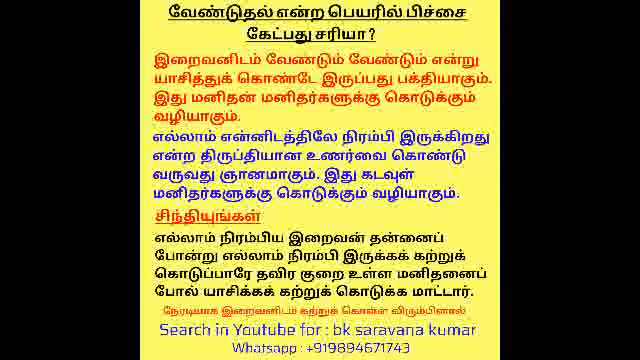 வேண்டுதல் என்ற பெயரில் பிச்சை
கேட்பது சரியா ?
இறைவனிடம் வேண்டும் வேண்டும் என்று
யாசித்துக் கொண்டே இருப்பது பக்தியாகும்.
இது மனிதன் மனிதர்களுக்கு கொடுக்கும்
வழியாகும்.
எல்லாம் என்னிடத்திலே நிரம்பி இருக்கிறது
என்ற திருப்தியான உணர்வை கொண்டு
வருவது ஞானமாகும். இது கடவுள்
மனிதர்களுக்கு கொடுக்கும் வழியாகும்.
சிந்தியுங்கள்
எல்லாம் நிரம்பிய இறைவன் தன்னைப்
போன்று எல்லாம் நிரம்பி இருக்கக் கற்றுக்
கொடுப்பாரே தவிர குறை உள்ள மனிதனைப்
போல் யாசிக்கக் கற்றுக் கொடுக்க மாட்டார்.
நேரடியாக இறைவனிடம் கற்றுக் கொள்ள விரும்பினால்
Search in Youtube for : bk saravana kumar
Whatsapp : +919894671743